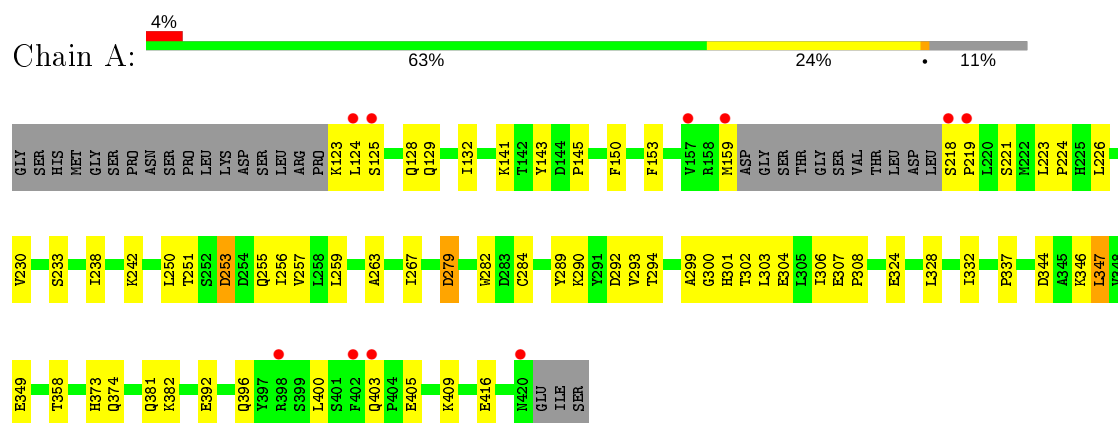 4%
Chain A:
63% 24% • 11%
GLY SER HIS MET GLY SER PRO ASN SER PRO LEU LYS ASP SER LEU ARG PRO K123 L124 S125 Q128 Q129 I132 K141 T142 Y143 D144 P145 F150 F153 V157 R158 M159 ASP GLY SER THR GLY SER VAL THR LEU ASP LEU S218 P219 L220 S221 M222 L223 P224 H225 L226
V230 S233 I238 K242 L250 T251 S252 D253 D254 Q255 I256 V257 L258 L259 A263 I267 D279 W282 D283 C284 Y289 K290 Y291 D292 V293 T294 A299 G300 H301 T302 L303 E304 L305 I306 E307 P308 E324 L328 I332 P337 D344 A345 K346 L347 V348
E349 T358 H373 Q374 Q381 K382 E392 Q396 Y397 R398 S399 L400 S401 F402 Q403 P404 E405 K409 E416 N420 GLU ILE SER